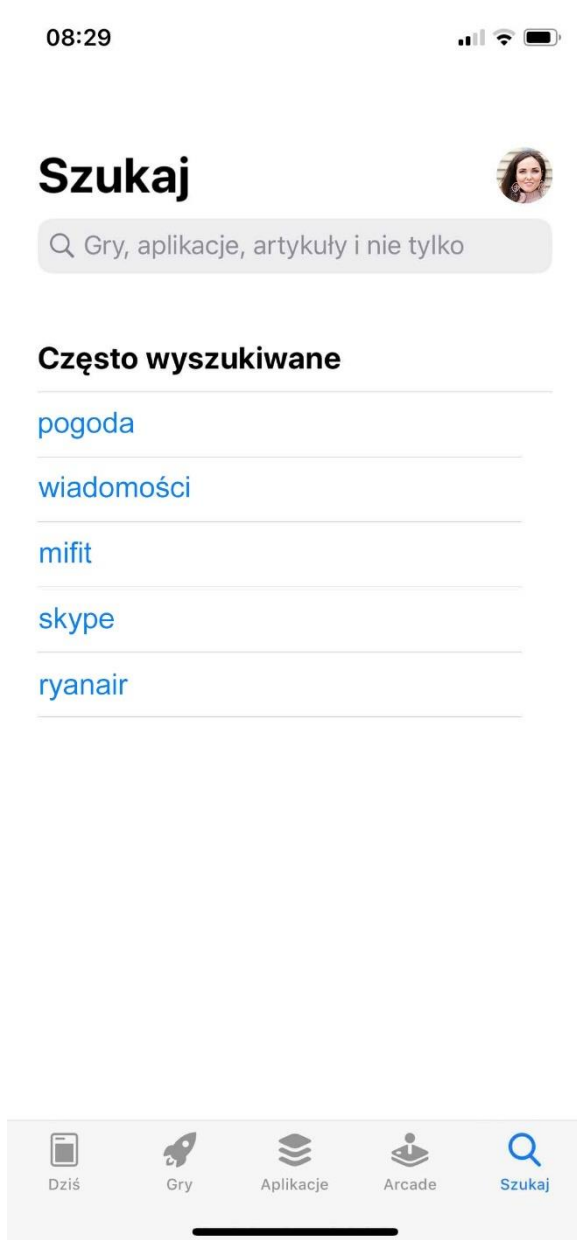 08:29
Szukaj
Gry, aplikacje, artykuły i nie tylko
Często wyszukiwane
pogoda
wiadomości
mifit
skype
ryanair
Dziś Gry Aplikacje Arcade Szukaj